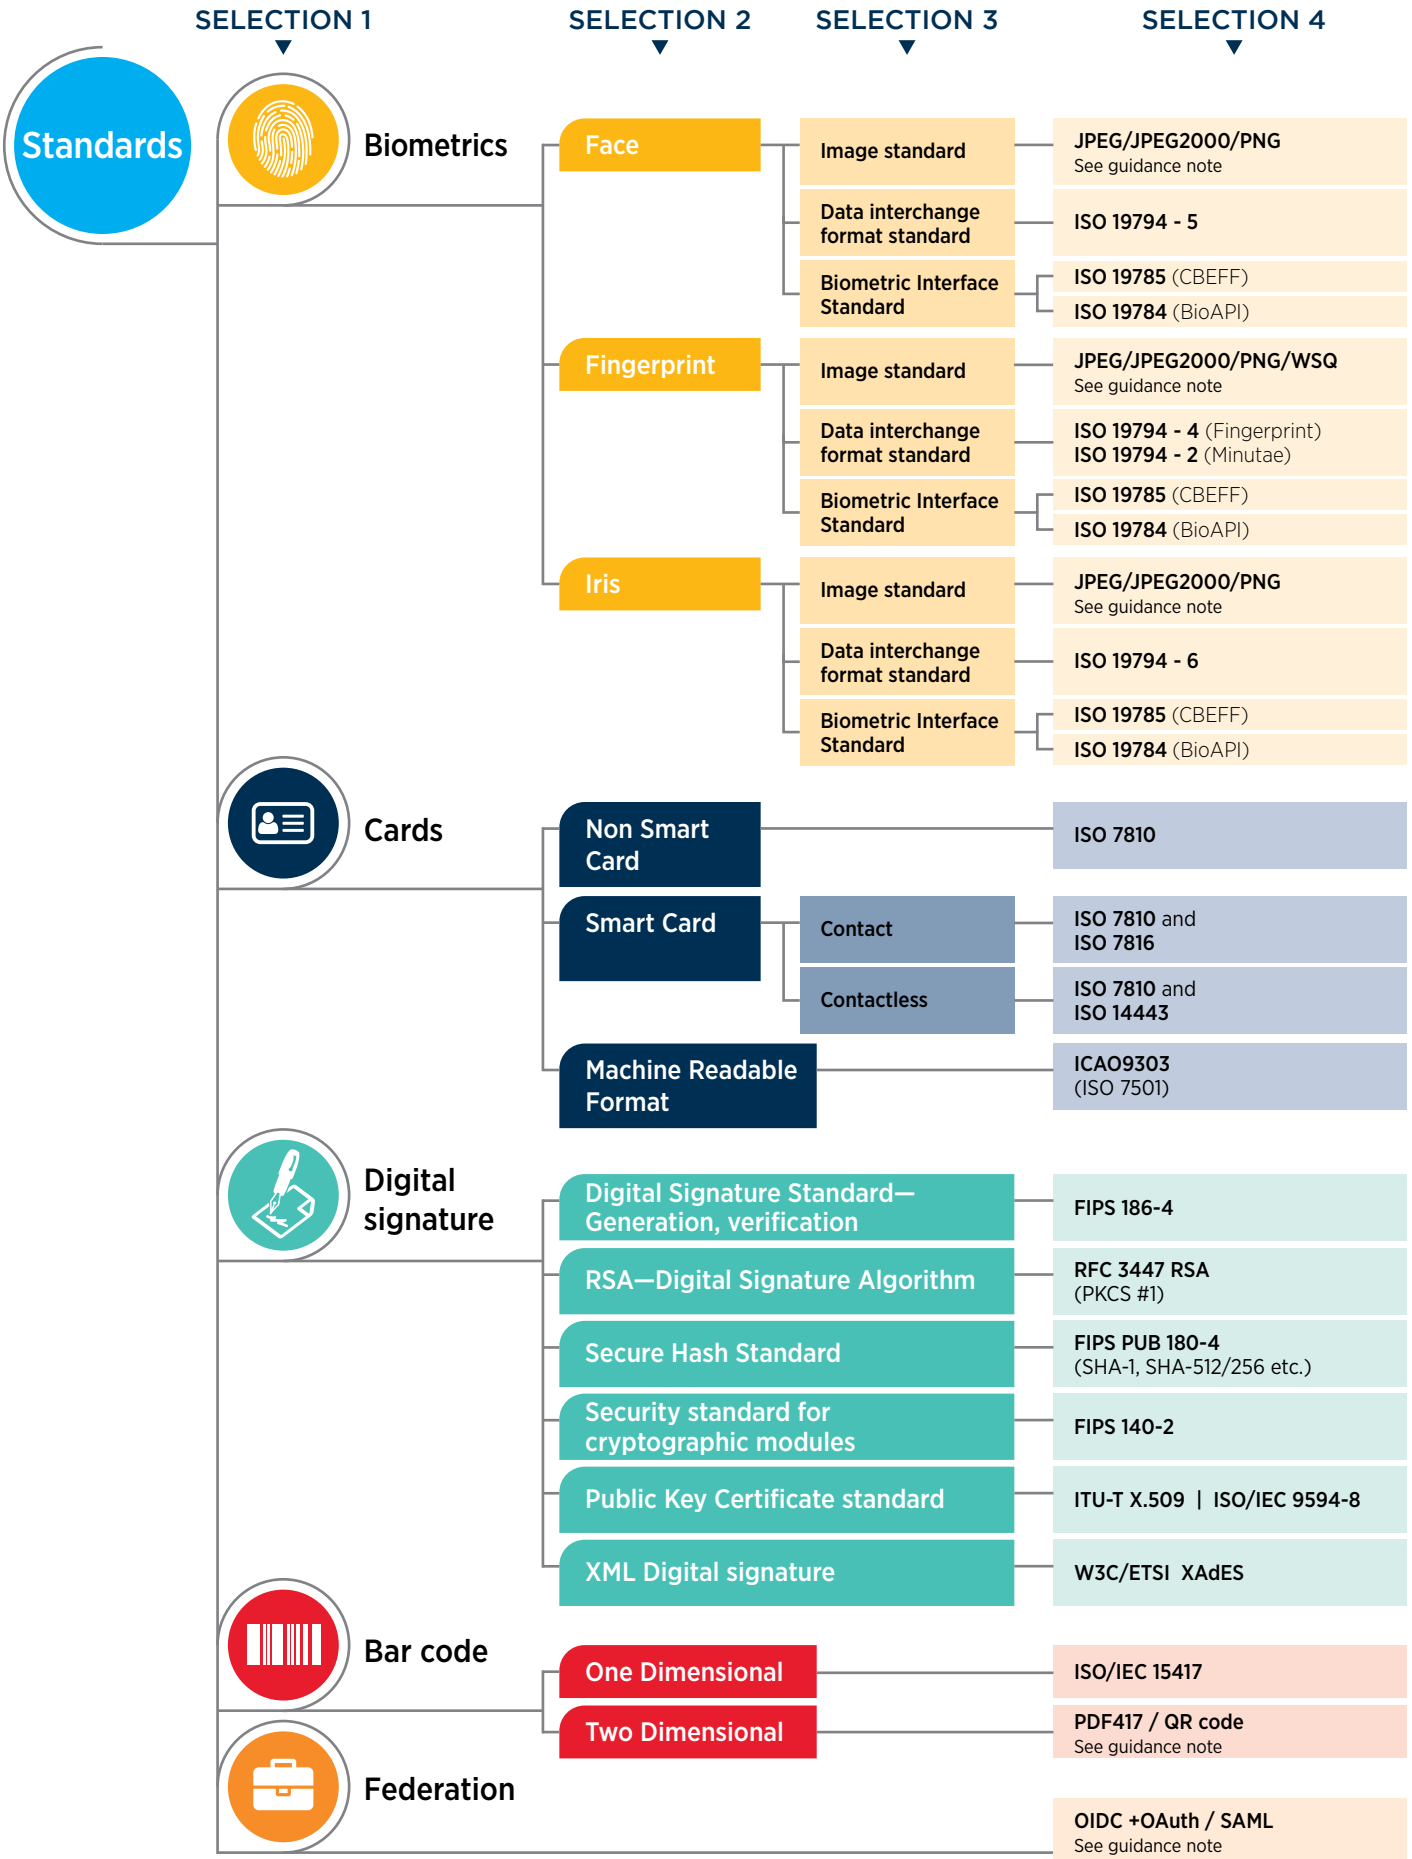 SELECTION 1
SELECTION 2
SELECTION 3
SELECTION 4
Standards
Biometrics
Face
Image standard
JPEG/JPEG2000/PNG
See guidance note
Data interchange
format standard
ISO 19794 - 5
Biometric Interface
Standard
ISO 19785 (CBEFF)
ISO 19784 (BioAPI)
Fingerprint
Image standard
JPEG/JPEG2000/PNG/WSQ
See guidance note
Data interchange
format standard
ISO 19794 - 4 (Fingerprint)
ISO 19794 - 2 (Minutae)
Biometric Interface
Standard
ISO 19785 (CBEFF)
ISO 19784 (BioAPI)
Iris
Image standard
JPEG/JPEG2000/PNG
See guidance note
Data interchange
format standard
ISO 19794 - 6
Biometric Interface
Standard
ISO 19785 (CBEFF)
ISO 19784 (BioAPI)
Cards
Non Smart
Card
ISO 7810
Smart Card
Contact
ISO 7810 and
ISO 7816
Contactless
ISO 7810 and
ISO 14443
Machine Readable
Format
ICAO9303
(ISO 7501)
Digital
signature
Digital Signature Standard—
Generation, verification
FIPS 186-4
RSA—Digital Signature Algorithm
RFC 3447 RSA
(PKCS #1)
Secure Hash Standard
FIPS PUB 180-4
(SHA-1, SHA-512/256 etc.)
Security standard for
cryptographic modules
FIPS 140-2
Public Key Certificate standard
ITU-T X.509 | ISO/IEC 9594-8
XML Digital signature
W3C/ETSI XAdES
Bar code
One Dimensional
ISO/IEC 15417
Two Dimensional
PDF417 / QR code
See guidance note
Federation
OIDC +OAuth / SAML
See guidance note